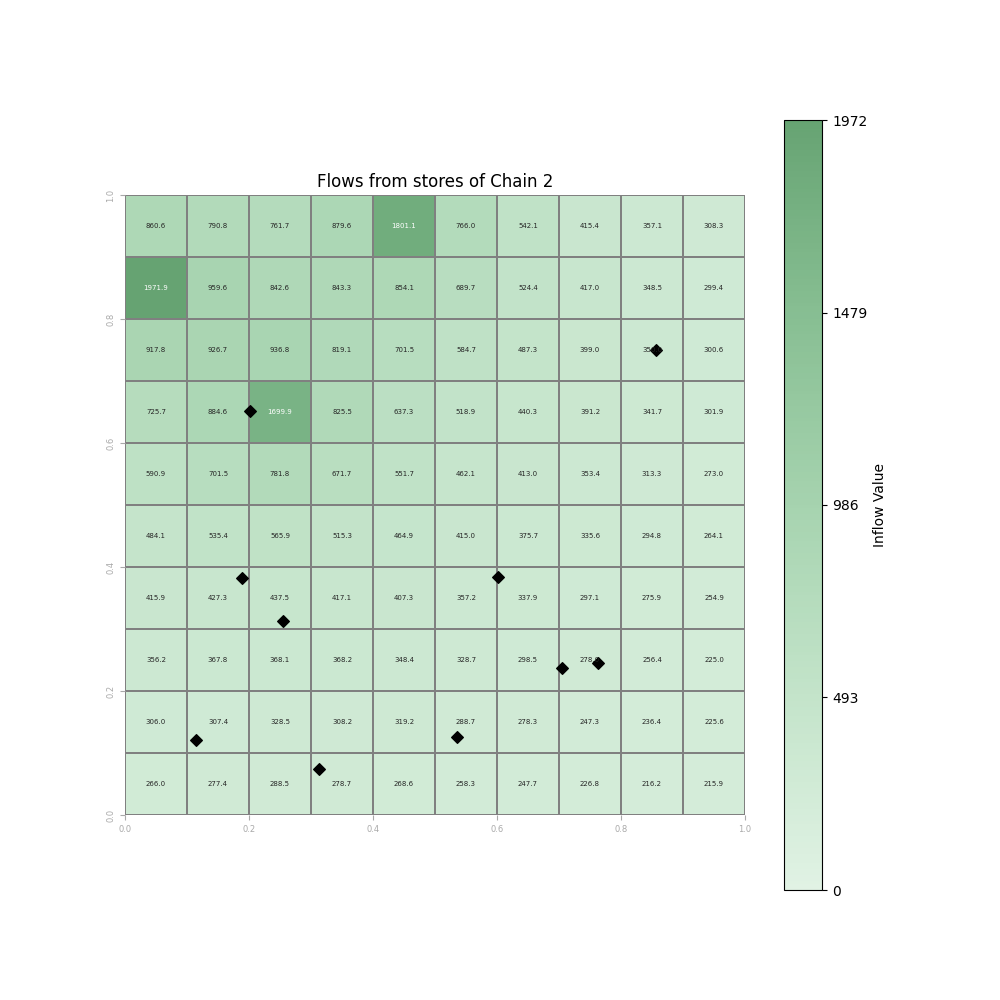 Flows from stores of Chain 2
1.0
860.6 790.8 761.7 879.6 1801.1 766.0 542.1 415.4 357.1 308.3
1971.9 959.6 842.6 843.3 854.1 689.7 524.4 417.0 348.5 299.4
0.8
917.8 926.7 936.8 819.1 701.5 584.7 487.3 399.0 300.6
725.7 884.6 1699.9 825.5 637.3 518.9 440.3 391.2 341.7 301.9
0.6
590.9 701.5 781.8 671.7 551.7 462.1 413.0 353.4 313.3 273.0
484.1 535.4 565.9 515.3 464.9 415.0 375.7 335.6 294.8 264.1
0.4
415.9 427.3 437.5 417.1 407.3 357.2 337.9 297.1 275.9 254.9
356.2 367.8 368.1 368.2 348.4 328.7 298.5 256.4 225.0
0.2
306.0 307.4 328.5 308.2 319.2 288.7 278.3 247.3 236.4 225.6
266.0 277.4 288.5 278.7 268.6 258.3 247.7 226.8 216.2 215.9
0.0
0.0 0.2 0.4 0.6 0.8 1.0
1972
1479
986
493
0
Inflow Value